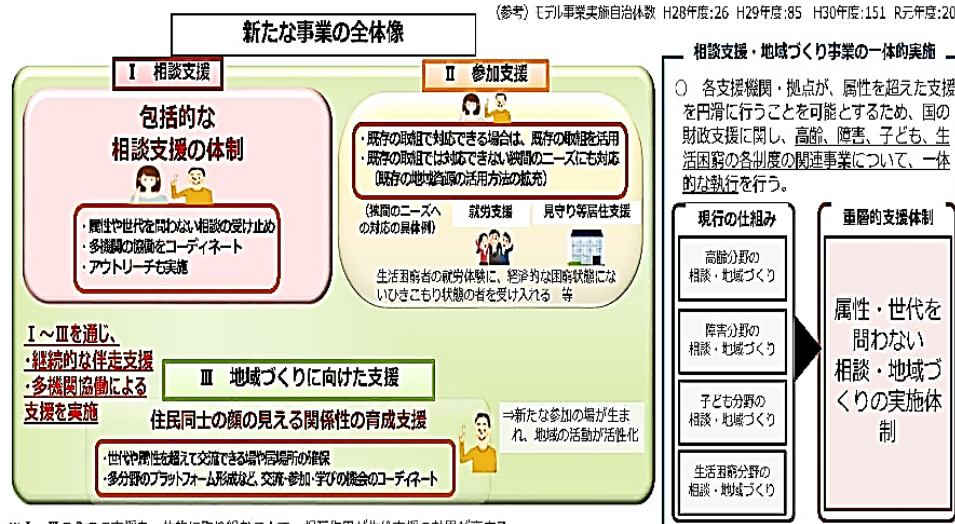 (参考) モデル事業実施自治体数 H28年度:26 H29年度:85 H30年度:151 R元年度:20
新たな事業の全体像
Ⅰ 相談支援
包括的な
相談支援の体制
・属性や世代を問わない相談の受け止め
・多機関の協働をコーディネート
・アウトリーチも実施
Ⅱ 参加支援
・既存の取組で対応できる場合は、既存の取組を活用
・既存の取組では対応できない狭間のニーズにも対応
(既存の地域資源の活用方法の拡充)
(狭間のニーズへ
の対応の具体例)
就労支援
見守り等居住支援
生活困窮者の就労体験に、経済的な困窮状態にな
いひきこもり状態の者を受け入れる 等
Ⅰ～Ⅲを通じ、
・継続的な伴走支援
・多機関協働による
支援を実施
Ⅲ 地域づくりに向けた支援
住民同士の顔の見える関係性の育成支援
・世代や属性を超えて交流できる場や居場所の確保
・多分野のプラットフォーム形成など、交流・参加・学びの機会のコーディネート
⇒新たな参加の場が生ま
れ、地域の活動が活性化
相談支援・地域づくり事業の一体的実施
○ 各支援機関・拠点が、属性を超えた支援
を円滑に行うことを可能とするため、国の
財政支援に関し、高齢、障害、子ども、生
活困窮の各制度の関連事業について、一体
的な執行を行う。
現行の仕組み
高齢分野の
相談・地域づくり
障害分野の
相談・地域づくり
子ども分野の
相談・地域づくり
生活困窮分野の
相談・地域づくり
重層的支援体制
属性・世代を
問わない
相談・地域づ
くりの実施体
制